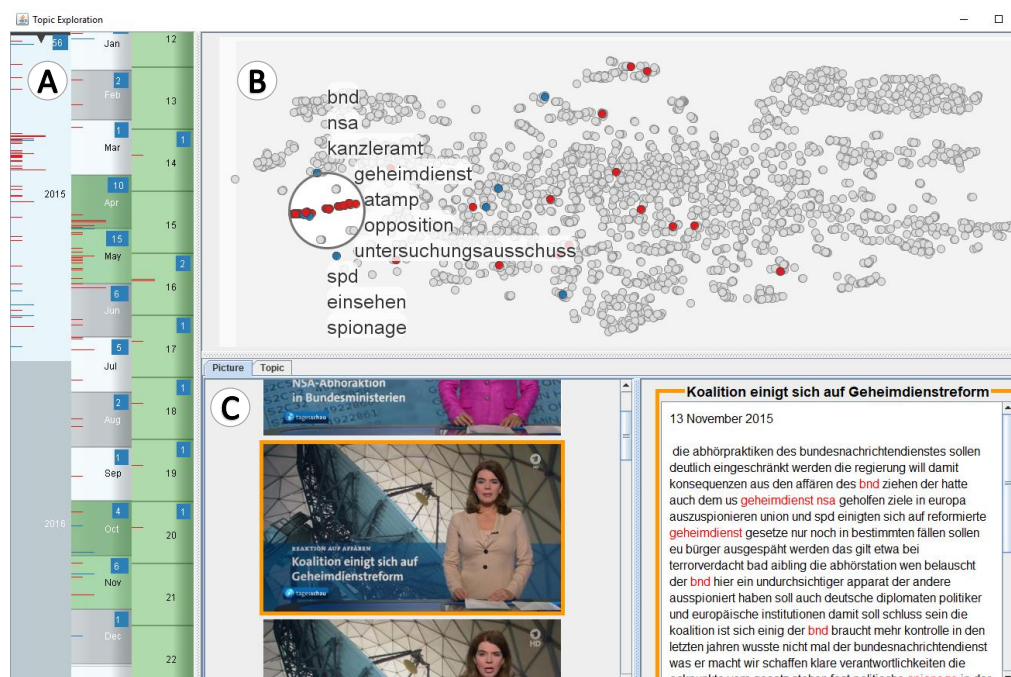 Topic Exploration
A
56
2015
2016
Jan
2
Feb
1
Mar
10
Apr
15
May
6
Jun
5
Jul
2
Aug
1
Sep
4
Oct
6
Nov
1
Dec
12
13
1
14
15
2
16
1
17
1
18
1
19
1
20
21
22
B
bnd
nsa
kanzleramt
geheimdienst
atamp
opposition
untersuchungsausschuss
spd
einsehen
spionage
Picture
Topic
C
NSA-Abhöraktion
in Bundesministerien
tagesschau
REAKTION AUF AFFÄREN
Koalition einigt sich auf
Geheimdienstreform
tagesschau
HD
Koalition einigt sich auf Geheimdienstreform
13 November 2015
die abhörpraktiken des bundesnachrichtendienstes sollen
deutlich eingeschränkt werden die regierung will damit
konsequenzen aus den affären des bnd ziehen der hatte
auch dem us geheimdienst nsa geholfen ziele in europa
auszuspionieren union und spd einigten sich auf reformierte
geheimdienst gesetze nur noch in bestimmten fällen sollen
eu bürger ausgespäht werden das gilt etwa bei
terrorverdacht bad aibling die abhörstation wen belauscht
der bnd hier ein undurchsichtiger apparat der andere
ausspioniert haben soll auch deutsche diplomaten politiker
und europäische institutionen damit soll schluss sein die
koalition ist sich einig der bnd braucht mehr kontrolle in den
letzten jahren wusste nicht mal der bundesnachrichtendienst
was er macht wir schaffen klare verantwortlichkeiten die